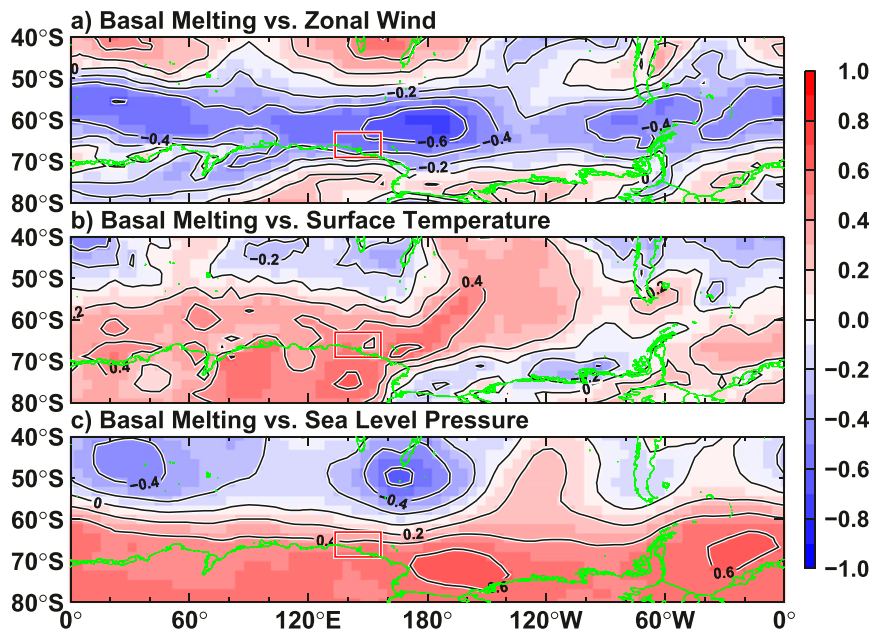 a) Basal Melting vs. Zonal Wind
40°S
50°S
60°S
70°S
80°S
0
−0.2
−0.4
−0.6
−0.4
−0.2
−0.4
0
b) Basal Melting vs. Surface Temperature
40°S
50°S
60°S
70°S
80°S
−0.2
0.4
0.2
.2
0.4
−0.2
0
c) Basal Melting vs. Sea Level Pressure
40°S
50°S
60°S
70°S
80°S
−0.4
−0.4
0
0.2
0.4
0.6
0.6
0° 60° 120°E 180° 120°W 60°W 0°
1.0
0.8
0.6
0.4
0.2
0.0
−0.2
−0.4
−0.6
−0.8
−1.0